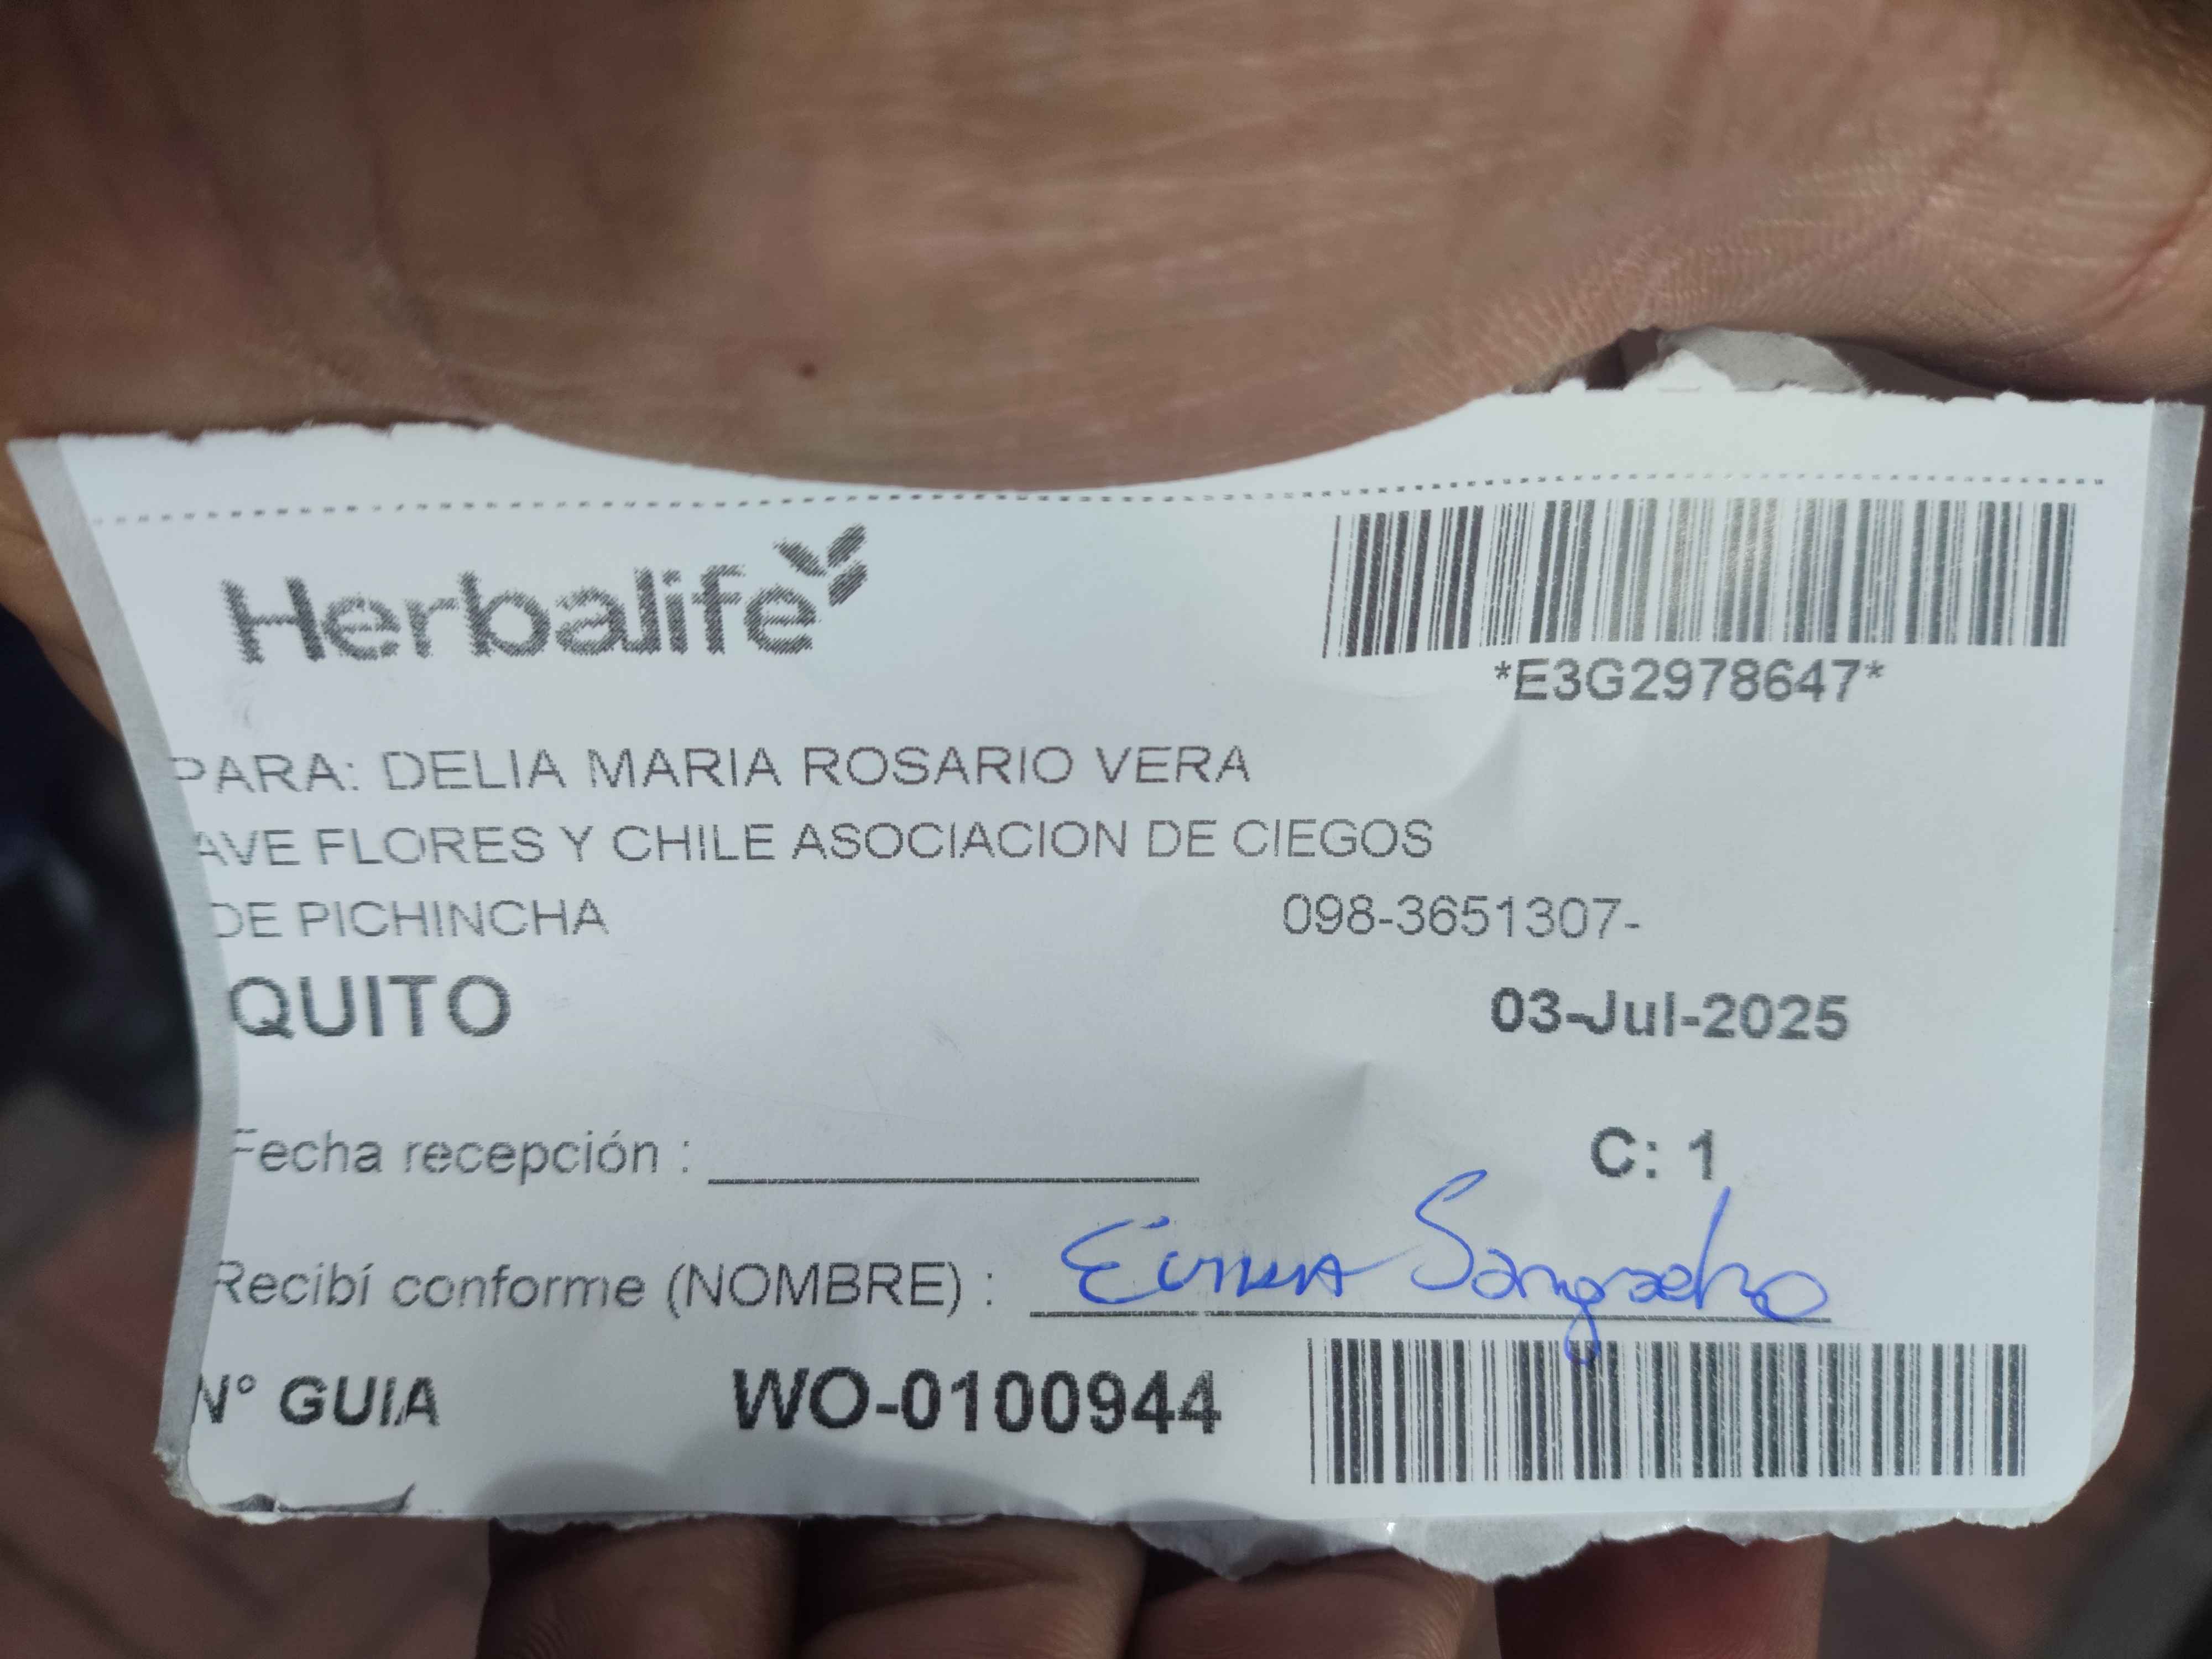 Herbalife
*E3G2978647*
PARA: DELIA MARIA ROSARIO VERA
AVE FLORES Y CHILE ASOCIACION DE CIEGOS
DE PICHINCHA 098-3651307-
QUITO 03-Jul-2025
Fecha recepción :
C: 1
Recibí conforme (NOMBRE) :
N° GUIA WO-0100944